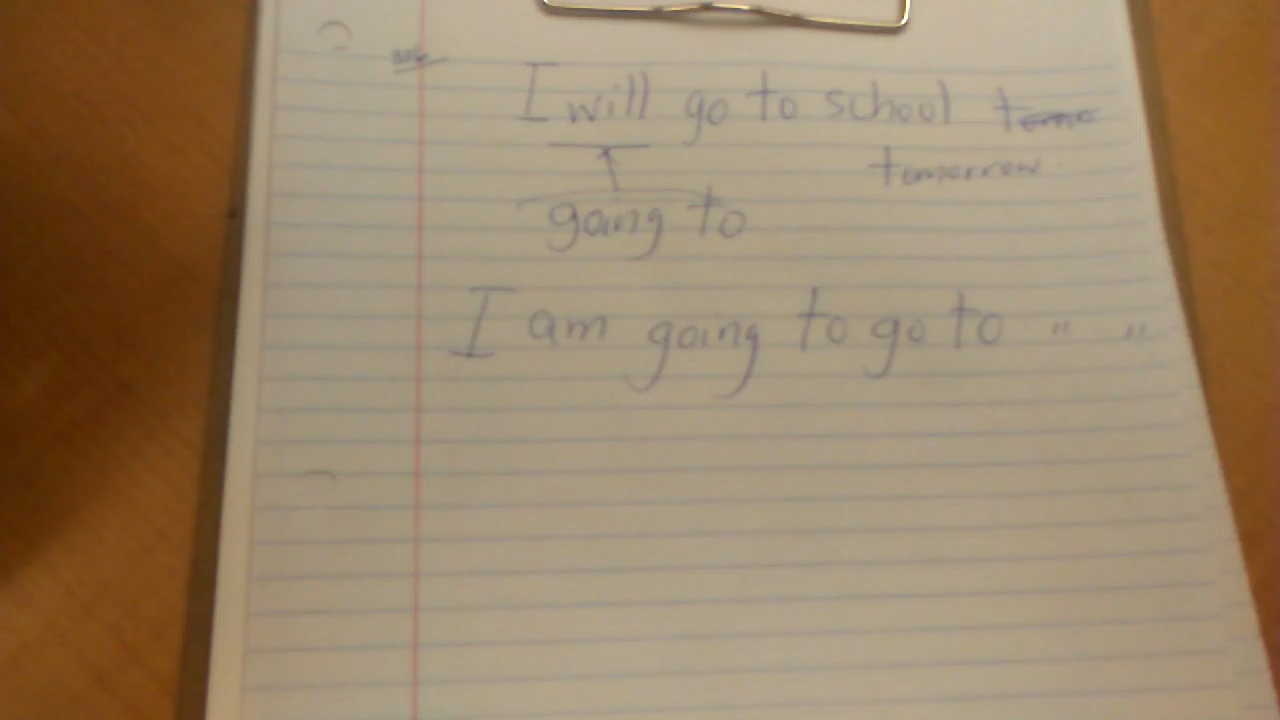 I will go to school
tomorrow
going to
I am going to go to " "